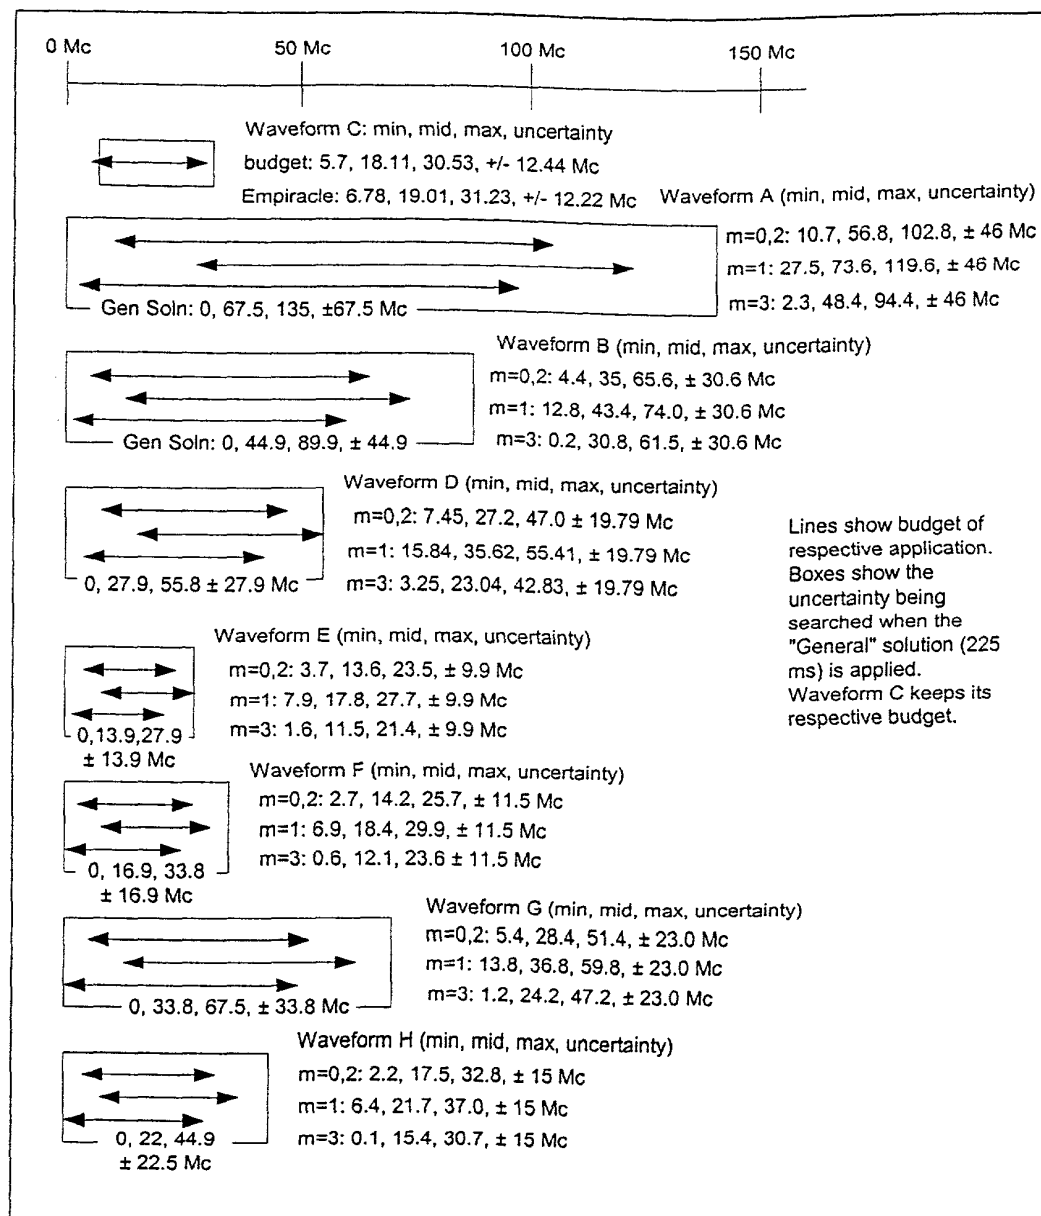 0 Mc
50 Mc
100 Mc
150 Mc
Waveform C: min, mid, max, uncertainty
budget: 5.7, 18.11, 30.53, +/- 12.44 Mc
Empiracle: 6.78, 19.01, 31.23, +/- 12.22 Mc
Waveform A (min, mid, max, uncertainty)
m=0,2: 10.7, 56.8, 102.8, ± 46 Mc
m=1: 27.5, 73.6, 119.6, ± 46 Mc
m=3: 2.3, 48.4, 94.4, ± 46 Mc
Gen Soln: 0, 67.5, 135, ±67.5 Mc
Waveform B (min, mid, max, uncertainty)
m=0,2: 4.4, 35, 65.6, ± 30.6 Mc
m=1: 12.8, 43.4, 74.0, ± 30.6 Mc
m=3: 0.2, 30.8, 61.5, ± 30.6 Mc
Gen Soln: 0, 44.9, 89.9, ± 44.9
Waveform D (min, mid, max, uncertainty)
m=0,2: 7.45, 27.2, 47.0 ± 19.79 Mc
m=1: 15.84, 35.62, 55.41, ± 19.79 Mc
m=3: 3.25, 23.04, 42.83, ± 19.79 Mc
0, 27.9, 55.8 ± 27.9 Mc
Lines show budget of
respective application.
Boxes show the
uncertainty being
searched when the
"General" solution (225
ms) is applied.
Waveform C keeps its
respective budget.
Waveform E (min, mid, max, uncertainty)
m=0,2: 3.7, 13.6, 23.5, ± 9.9 Mc
m=1: 7.9, 17.8, 27.7, ± 9.9 Mc
m=3: 1.6, 11.5, 21.4, ± 9.9 Mc
0,13.9,27.9
± 13.9 Mc
Waveform F (min, mid, max, uncertainty)
m=0,2: 2.7, 14.2, 25.7, ± 11.5 Mc
m=1: 6.9, 18.4, 29.9, ± 11.5 Mc
m=3: 0.6, 12.1, 23.6 ± 11.5 Mc
0, 16.9, 33.8
± 16.9 Mc
Waveform G (min, mid, max, uncertainty)
m=0,2: 5.4, 28.4, 51.4, ± 23.0 Mc
m=1: 13.8, 36.8, 59.8, ± 23.0 Mc
m=3: 1.2, 24.2, 47.2, ± 23.0 Mc
0, 33.8, 67.5, ± 33.8 Mc
Waveform H (min, mid, max, uncertainty)
m=0,2: 2.2, 17.5, 32.8, ± 15 Mc
m=1: 6.4, 21.7, 37.0, ± 15 Mc
m=3: 0.1, 15.4, 30.7, ± 15 Mc
0, 22, 44.9
± 22.5 Mc